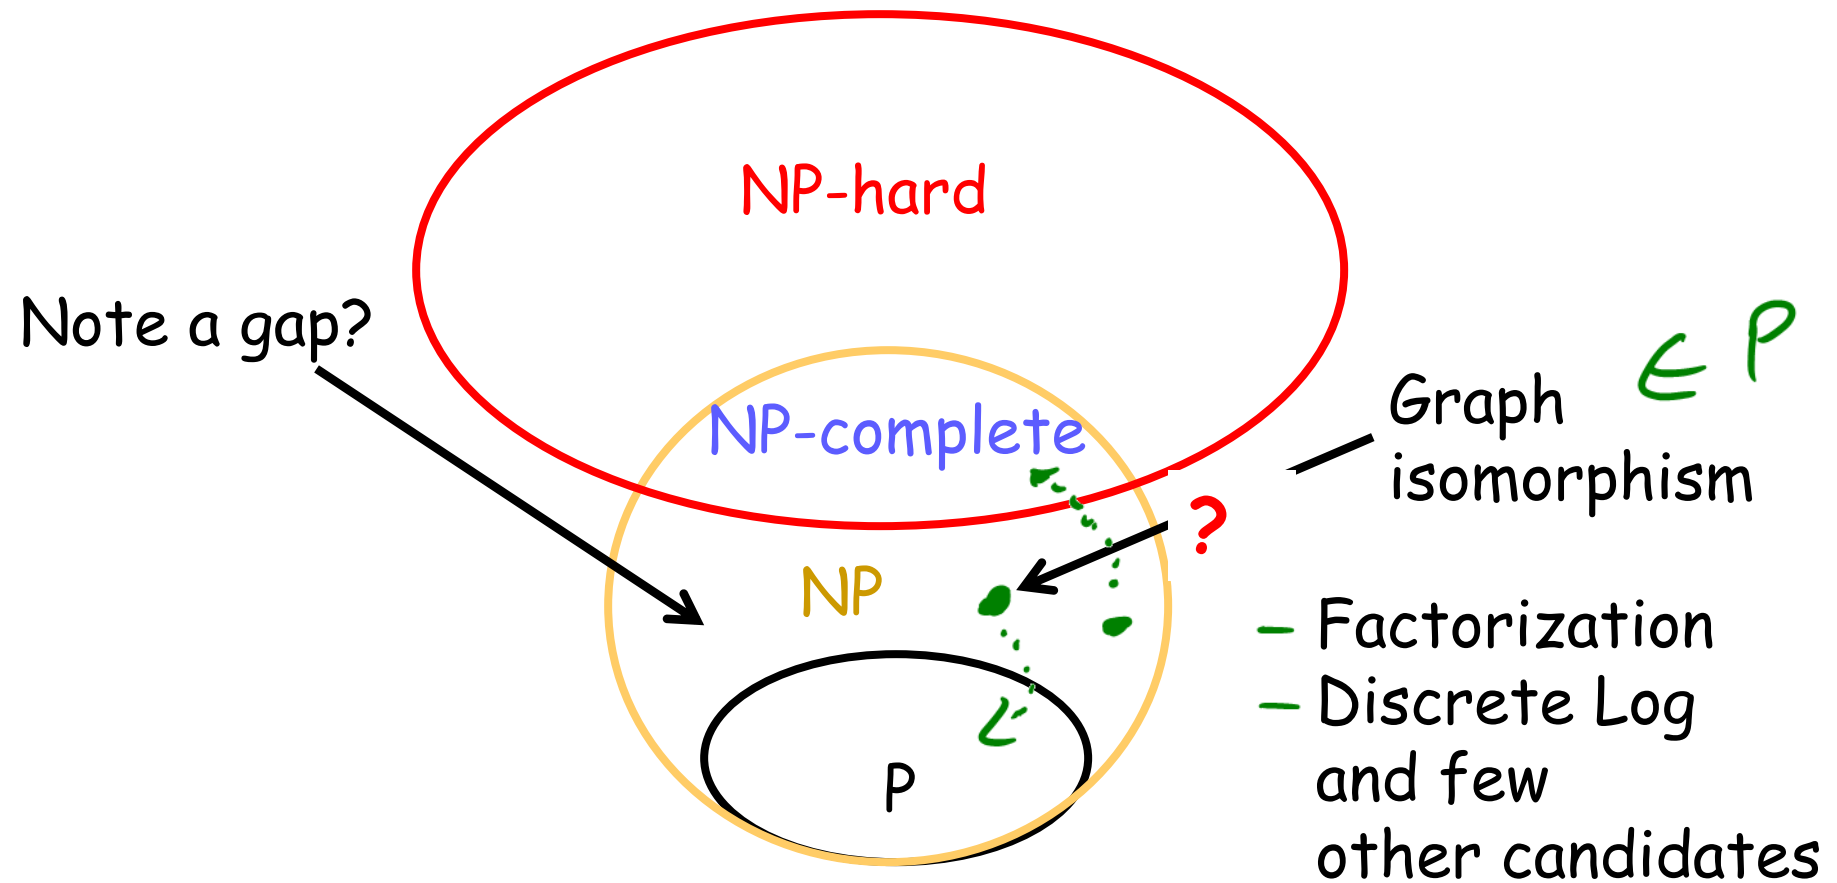 NP-hard
Note a gap?
∈ P
Graph
isomorphism
NP-complete
?
NP
– Factorization
– Discrete Log
and few
other candidates
P